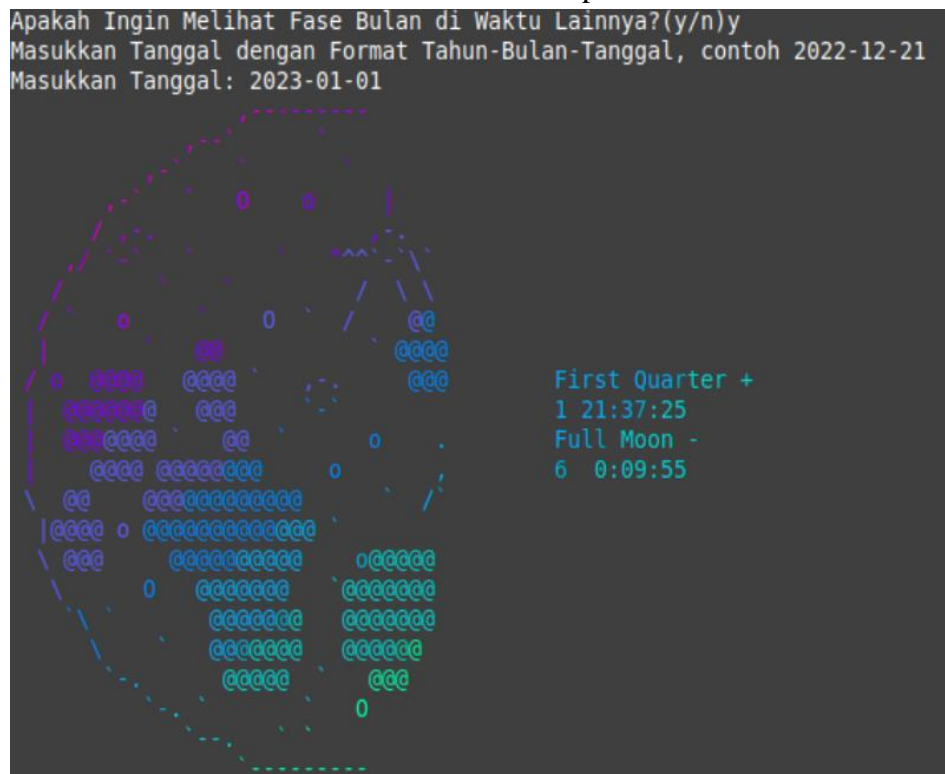 Apakah Ingin Melihat Fase Bulan di Waktu Lainnya?(y/n)y
Masukkan Tanggal dengan Format Tahun-Bulan-Tanggal, contoh 2022-12-21
Masukkan Tanggal: 2023-01-01
First Quarter +
1 21:37:25
Full Moon -
6  0:09:55